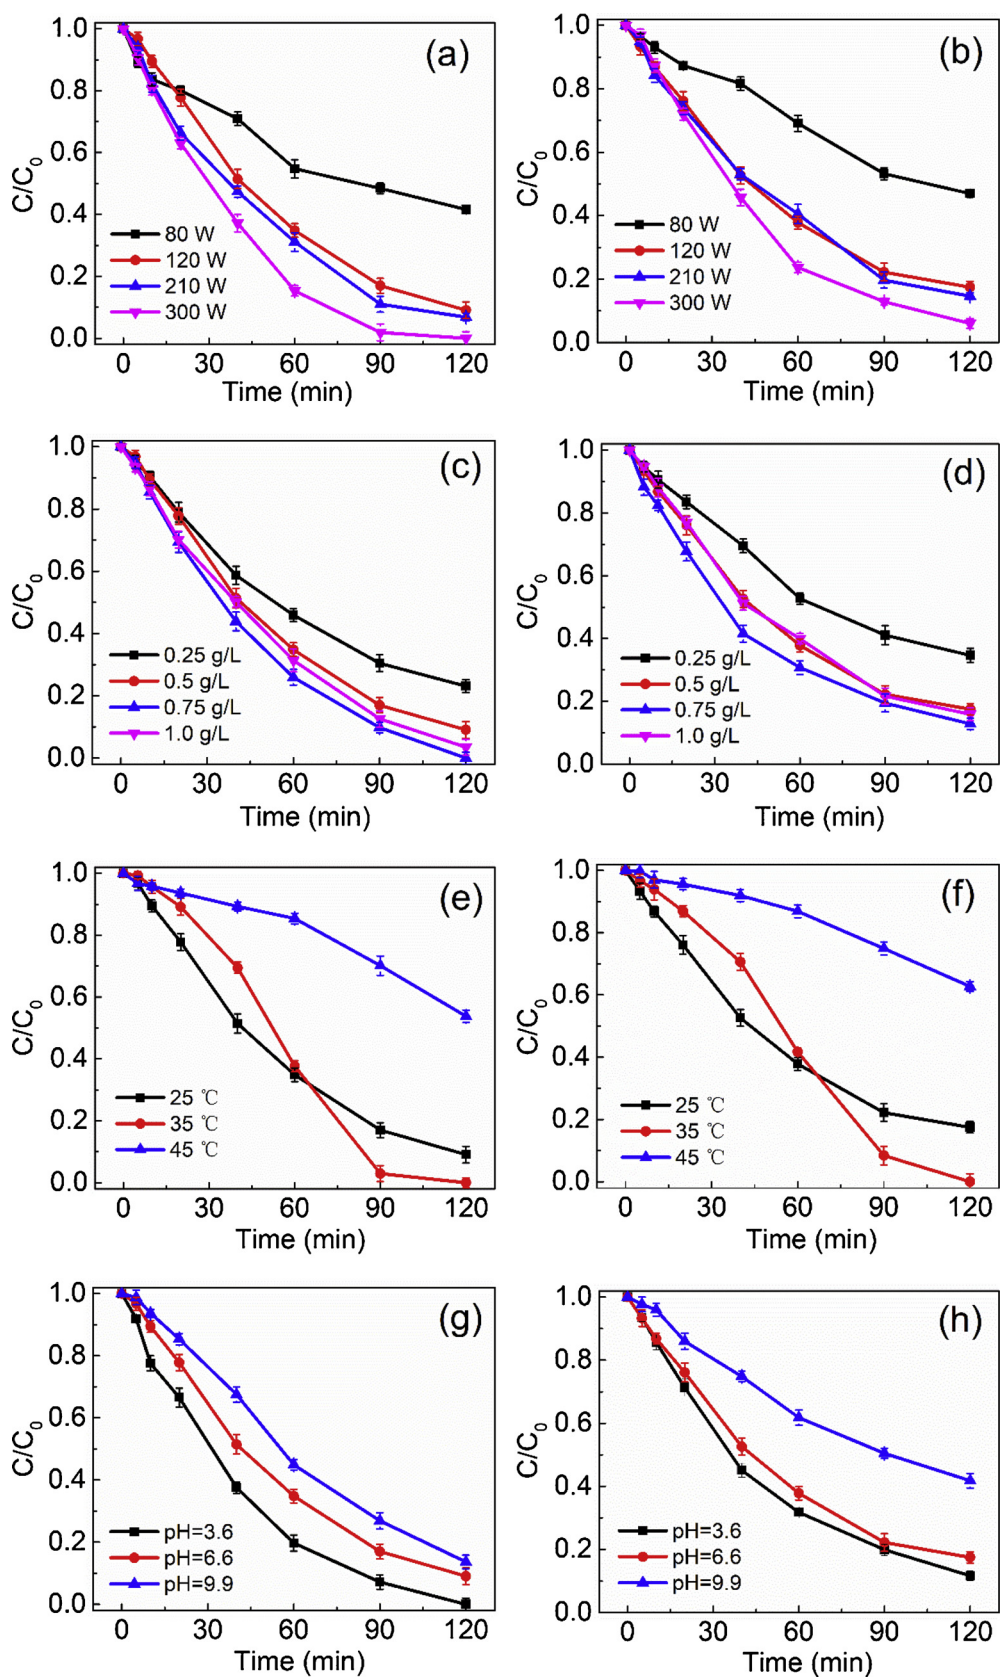 (a)
C/C0
1.0
0.8
0.6
0.4
0.2
0.0
80 W
120 W
210 W
300 W
0 30 60 90 120
Time (min)
(b)
C/C0
1.0
0.8
0.6
0.4
0.2
0.0
80 W
120 W
210 W
300 W
0 30 60 90 120
Time (min)
(c)
C/C0
1.0
0.8
0.6
0.4
0.2
0.0
0.25 g/L
0.5 g/L
0.75 g/L
1.0 g/L
0 30 60 90 120
Time (min)
(d)
C/C0
1.0
0.8
0.6
0.4
0.2
0.0
0.25 g/L
0.5 g/L
0.75 g/L
1.0 g/L
0 30 60 90 120
Time (min)
(e)
C/C0
1.0
0.8
0.6
0.4
0.2
0.0
25 ℃
35 ℃
45 ℃
0 30 60 90 120
Time (min)
(f)
C/C0
1.0
0.8
0.6
0.4
0.2
0.0
25 ℃
35 ℃
45 ℃
0 30 60 90 120
Time (min)
(g)
C/C0
1.0
0.8
0.6
0.4
0.2
0.0
pH=3.6
pH=6.6
pH=9.9
0 30 60 90 120
Time (min)
(h)
C/C0
1.0
0.8
0.6
0.4
0.2
0.0
pH=3.6
pH=6.6
pH=9.9
0 30 60 90 120
Time (min)